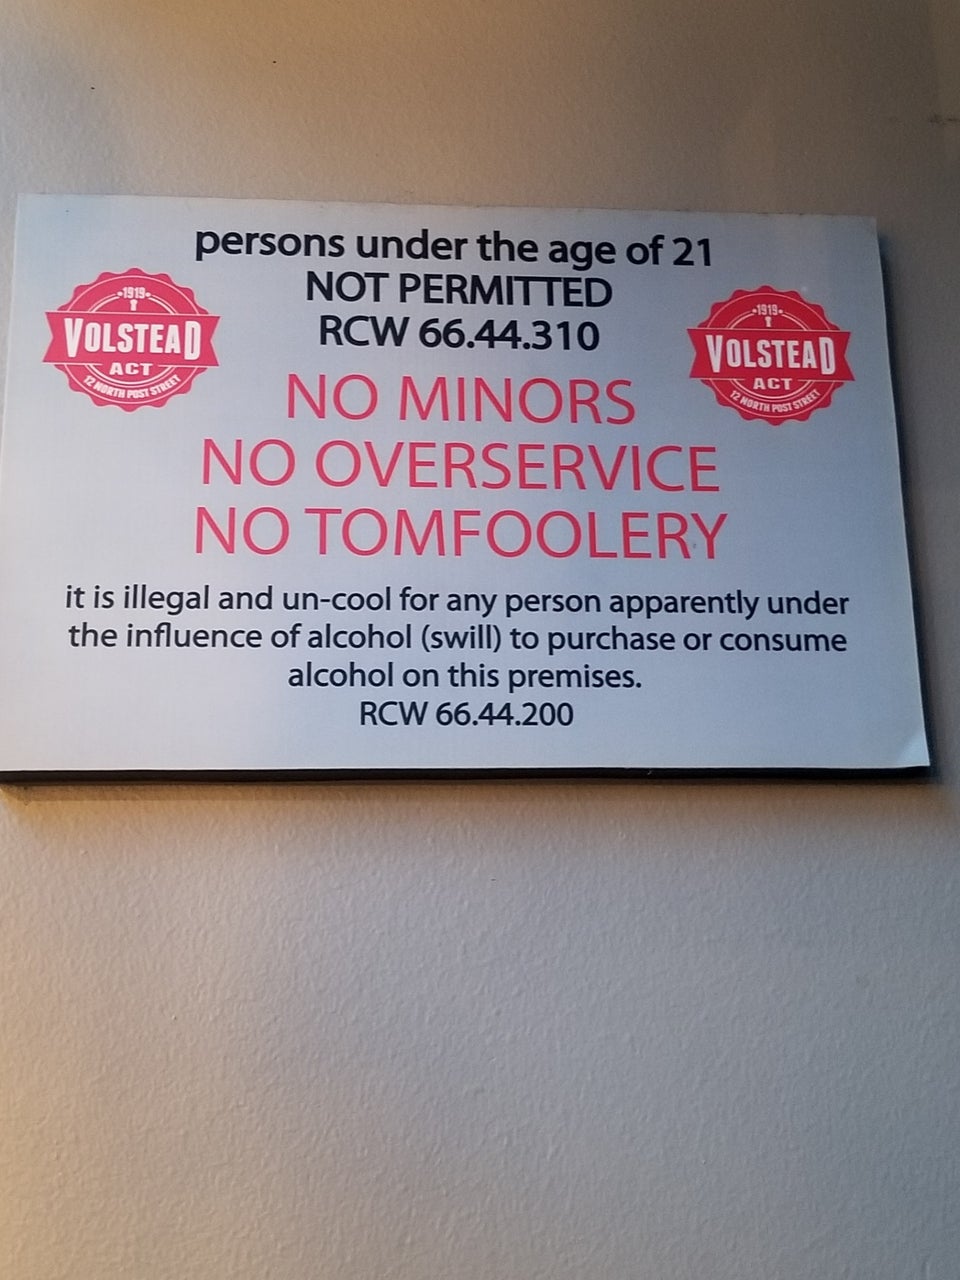 persons under the age of 21
NOT PERMITTED
RCW 66.44.310
•1919•
VOLSTEAD
ACT
12 NORTH POST STREET
•1919•
VOLSTEAD
ACT
12 NORTH POST STREET
NO MINORS
NO OVERSERVICE
NO TOMFOOLERY
it is illegal and un-cool for any person apparently under
the influence of alcohol (swill) to purchase or consume
alcohol on this premises.
RCW 66.44.200